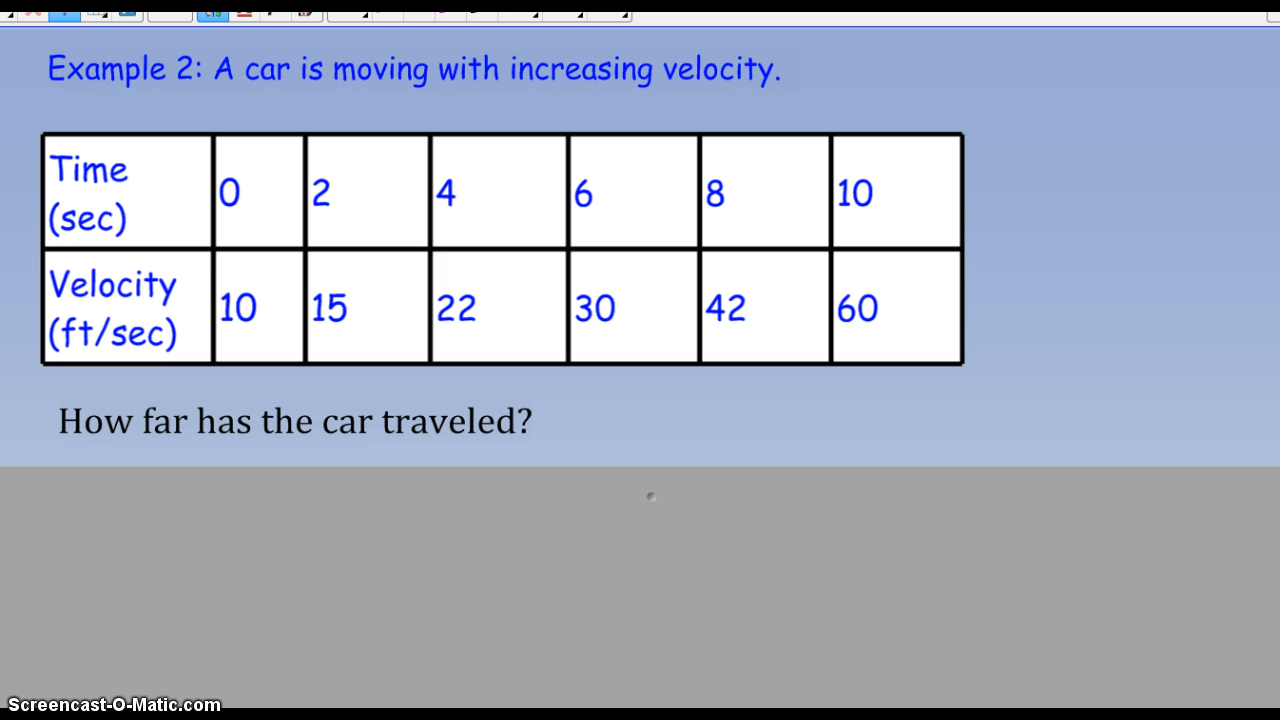 Example 2: A car is moving with increasing velocity.
Time (sec) 0 2 4 6 8 10
Velocity (ft/sec) 10 15 22 30 42 60
How far has the car traveled?
Screencast-O-Matic.com